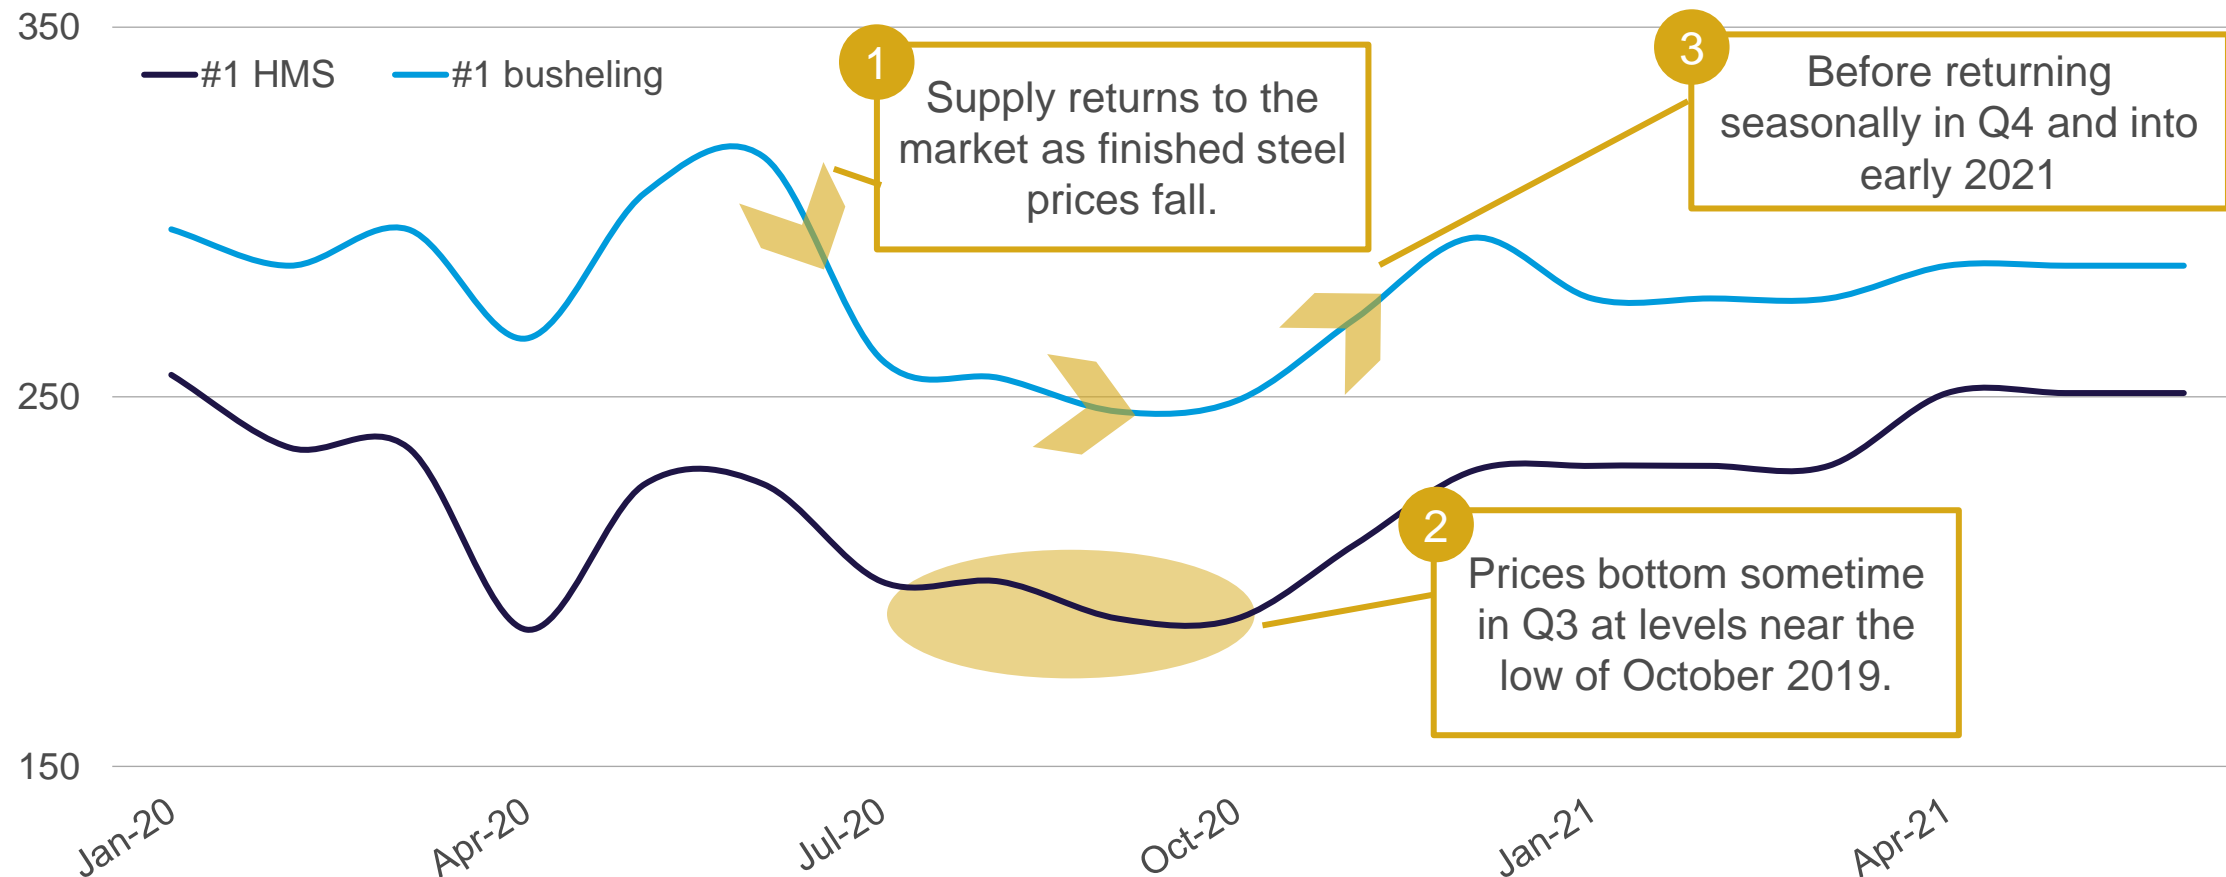 350
#1 HMS
#1 busheling
1
Supply returns to the
market as finished steel
prices fall.
3
Before returning
seasonally in Q4 and into
early 2021
250
2
Prices bottom sometime
in Q3 at levels near the
low of October 2019.
150
Jan-20
Apr-20
Jul-20
Oct-20
Jan-21
Apr-21